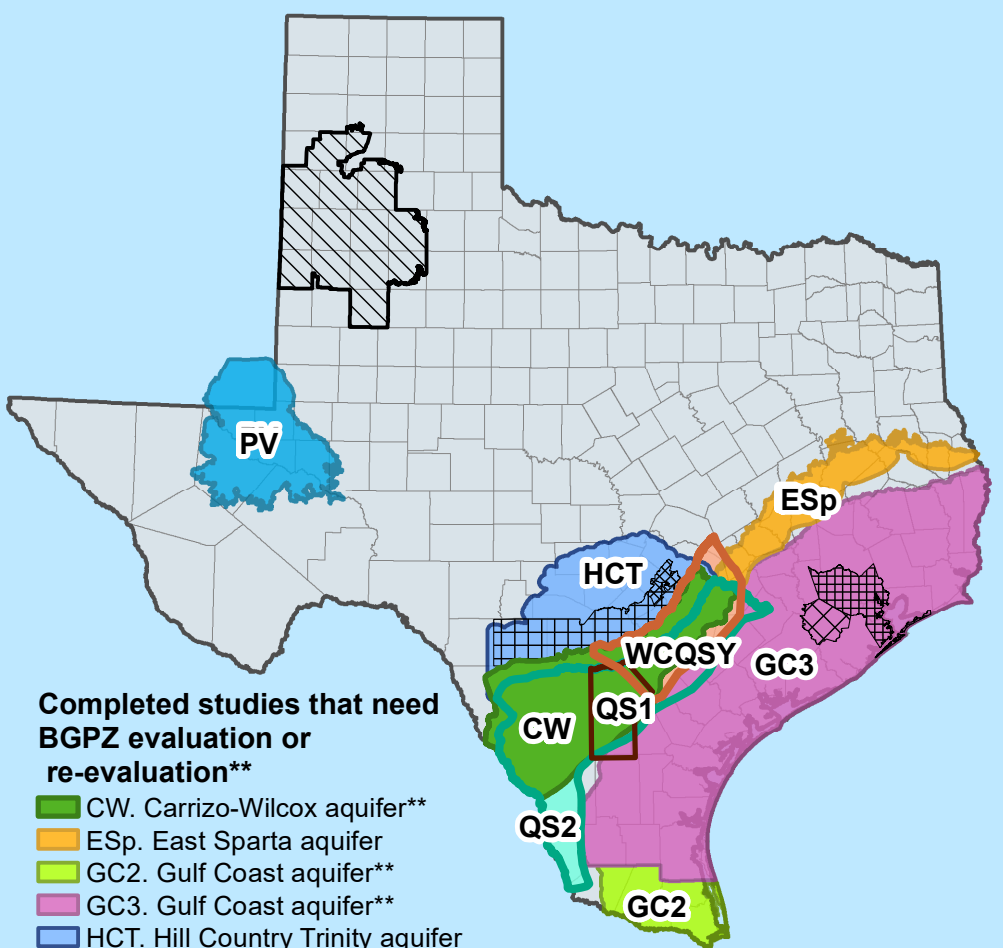 PV
ESp
HCT
WCQSY
GC3
QS1
CW
QS2
GC2
Completed studies that need
BGPZ evaluation or
re-evaluation**
CW. Carrizo-Wilcox aquifer**
ESp. East Sparta aquifer
GC2. Gulf Coast aquifer**
GC3. Gulf Coast aquifer**
HCT. Hill Country Trinity aquifer